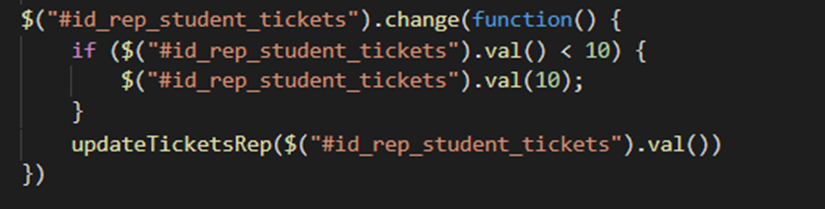 $("#id_rep_student_tickets").change(function() {
    if ($("#id_rep_student_tickets").val() < 10) {
        $("#id_rep_student_tickets").val(10);
    }
    updateTicketsRep($("#id_rep_student_tickets").val())
})